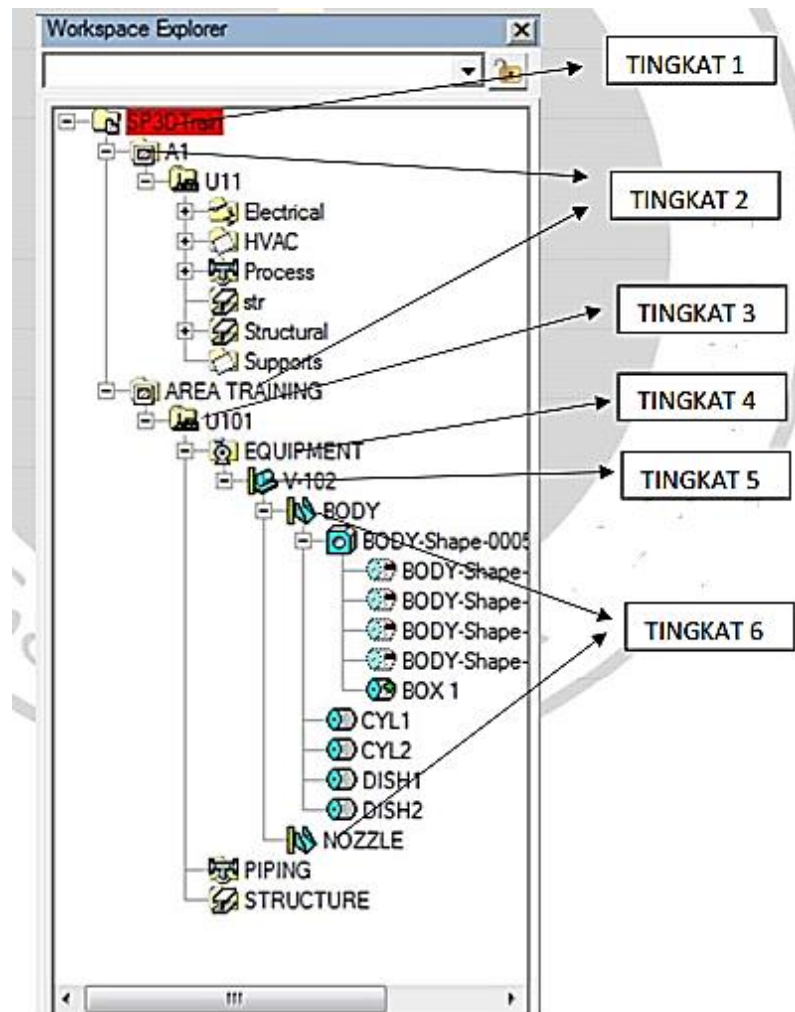 Workspace Explorer
TINGKAT 1
SP3DTrain
A1
U11
TINGKAT 2
Electrical
HVAC
Process
str
TINGKAT 3
Structural
Supports
AREA TRAINING
TINGKAT 4
U101
EQUIPMENT
TINGKAT 5
V-102
BODY
BODY-Shape-0005
BODY-Shape-
BODY-Shape-
BODY-Shape-
BODY-Shape-
TINGKAT 6
BOX 1
CYL1
CYL2
DISH1
DISH2
NOZZLE
PIPING
STRUCTURE